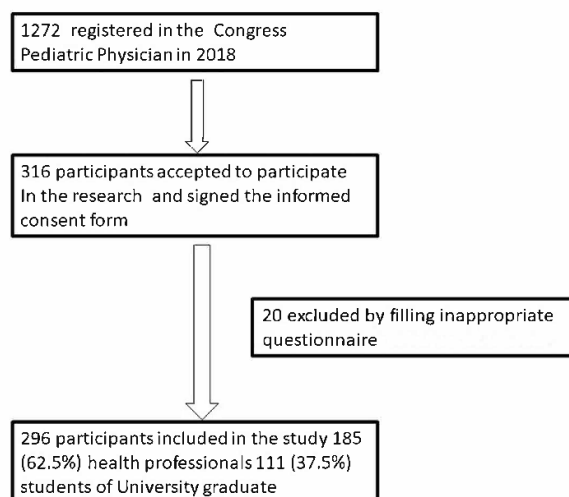 1272 registered in the Congress
Pediatric Physician in 2018
316 participants accepted to participate
In the research and signed the informed
consent form
20 excluded by filling inappropriate
questionnaire
296 participants included in the study 185
(62.5%) health professionals 111 (37.5%)
students of University graduate